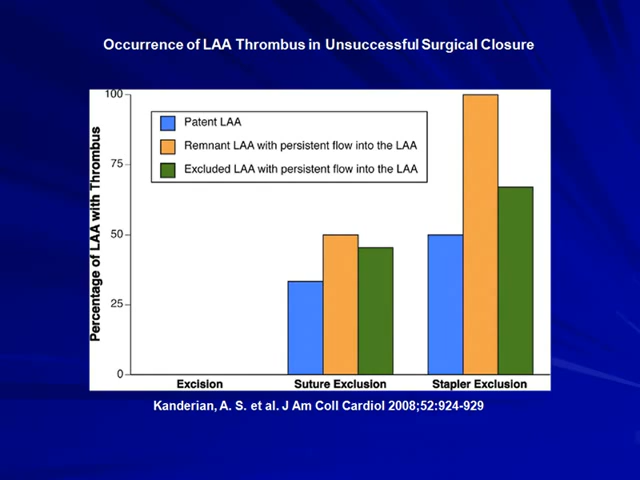 Occurrence of LAA Thrombus in Unsuccessful Surgical Closure
Percentage of LAA with Thrombus
100
75
50
25
0
Patent LAA
Remnant LAA with persistent flow into the LAA
Excluded LAA with persistent flow into the LAA
Excision
Suture Exclusion
Stapler Exclusion
Kanderian, A. S. et al. J Am Coll Cardiol 2008;52:924-929